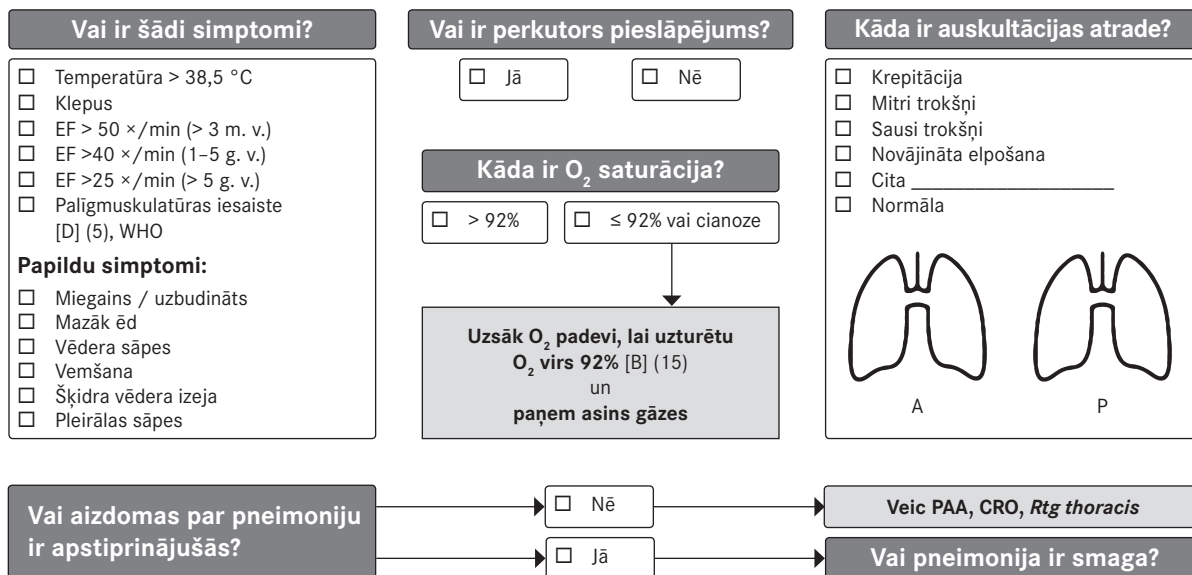 Vai ir šādi simptomi?
☐ Temperatūra > 38,5 °C
☐ Klepus
☐ EF > 50 ×/min (> 3 m. v.)
☐ EF >40 ×/min (1–5 g. v.)
☐ EF >25 ×/min (> 5 g. v.)
☐ Palīgmuskulatūras iesaiste
[D] (5), WHO
Papildu simptomi:
☐ Miegains / uzbudināts
☐ Mazāk ēd
☐ Vēdera sāpes
☐ Vemšana
☐ Šķidra vēdera izeja
☐ Pleirālas sāpes
Vai ir perkutors pieslāpējums?
☐ Jā
☐ Nē
Kāda ir O₂ saturācija?
☐ > 92%
☐ ≤ 92% vai cianoze
Uzsāk O₂ padevi, lai uzturētu
O₂ virs 92% [B] (15)
un
paņem asins gāzes
Kāda ir auskultācijas atrade?
☐ Krepitācija
☐ Mitri trokšņi
☐ Sausi trokšņi
☐ Novājināta elpošana
☐ Cita ____________________
☐ Normāla
A
P
Vai aizdomas par pneimoniju
ir apstiprinājušās?
☐ Nē
Veic PAA, CRO, Rtg thoracis
☐ Jā
Vai pneimonija ir smaga?